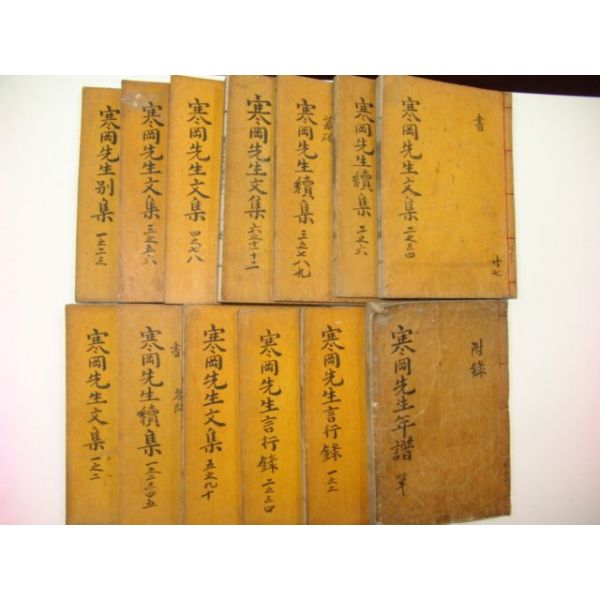 寒岡先生別集 一之二三
寒岡先生文集 三之五六
寒岡先生文集 四之七八
寒岡先生文集 六之十一十二
寒岡先生續集 三之七八九
寒岡先生續集 二之六
寒岡先生文集 二之三四
書
廿七
寒岡先生文集 一之二
寒岡先生續集 一之二三四五
書
寒岡先生文集 五之九十
寒岡先生言行錄 二之三四
寒岡先生言行錄 一之二
寒岡先生年譜 單
附錄